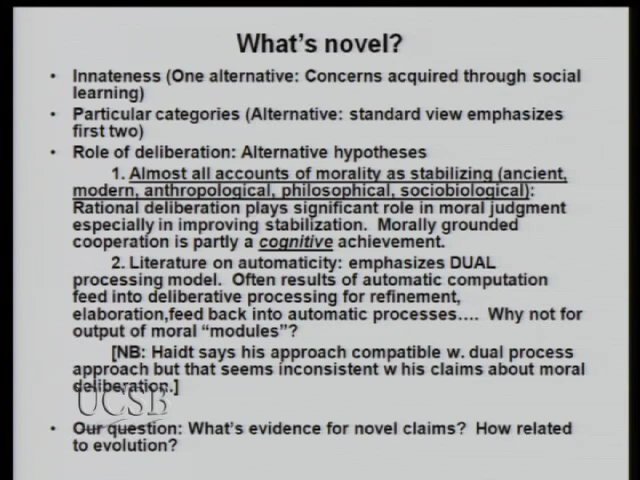 What's novel?
• Innateness (One alternative: Concerns acquired through social
learning)
• Particular categories (Alternative: standard view emphasizes
first two)
• Role of deliberation: Alternative hypotheses
1. Almost all accounts of morality as stabilizing (ancient,
modern, anthropological, philosophical, sociobiological):
Rational deliberation plays significant role in moral judgment
especially in improving stabilization. Morally grounded
cooperation is partly a cognitive achievement.
2. Literature on automaticity: emphasizes DUAL
processing model. Often results of automatic computation
feed into deliberative processing for refinement,
elaboration,feed back into automatic processes.... Why not for
output of moral "modules"?
[NB: Haidt says his approach compatible w. dual process
approach but that seems inconsistent w his claims about moral
deliberation.]
UCSB
• Our question: What's evidence for novel claims? How related
to evolution?